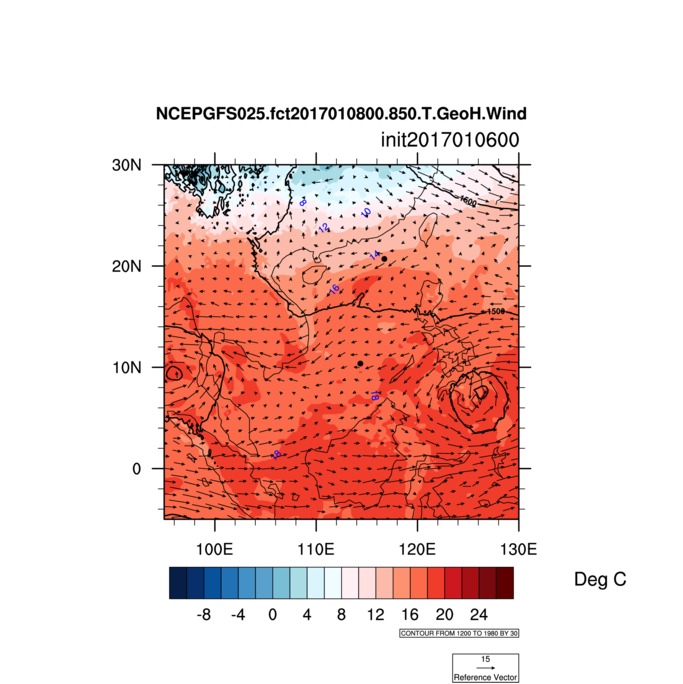 NCEPGFS025.fct2017010800.850.T.GeoH.Wind
init2017010600
30N
20N
10N
0
100E 110E 120E 130E
8
10
12
14
16
18
18
1600
1500
-8 -4 0 4 8 12 16 20 24
Deg C
CONTOUR FROM 1200 TO 1980 BY 30
15
Reference Vector